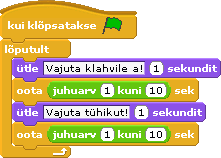 kui klõpsatakse
lõputult
ütle Vajuta klahvile a! 1 sekundit
oota juhuarv 1 kuni 10 sek
ütle Vajuta tühikut! 1 sekundit
oota juhuarv 1 kuni 10 sek